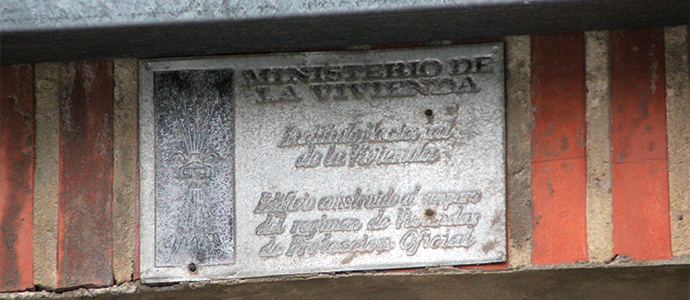 MINISTERIO DE
LA VIVIENDA
Instituto Nacional
de la Vivienda
Edificio construido al amparo
del regimen de Viviendas
de Protección Oficial